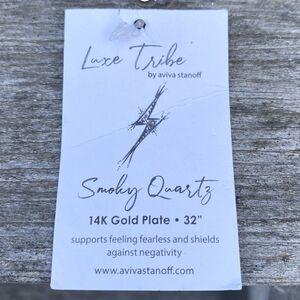 Luxe Tribe
by aviva stanoff
Smoky Quartz
14K Gold Plate • 32"
supports feeling fearless and shields
against negativity
www.avivastanoff.com